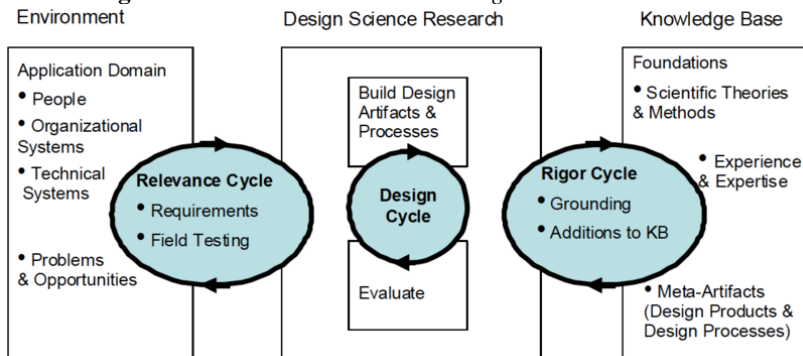 Environment
Design Science Research
Knowledge Base
Application Domain
• People
• Organizational
Systems
• Technical
Systems
• Problems
& Opportunities
Relevance Cycle
• Requirements
• Field Testing
Build Design
Artifacts &
Processes
Design
Cycle
Evaluate
Rigor Cycle
• Grounding
• Additions to KB
Foundations
• Scientific Theories
& Methods
• Experience
& Expertise
• Meta-Artifacts
(Design Products &
Design Processes)